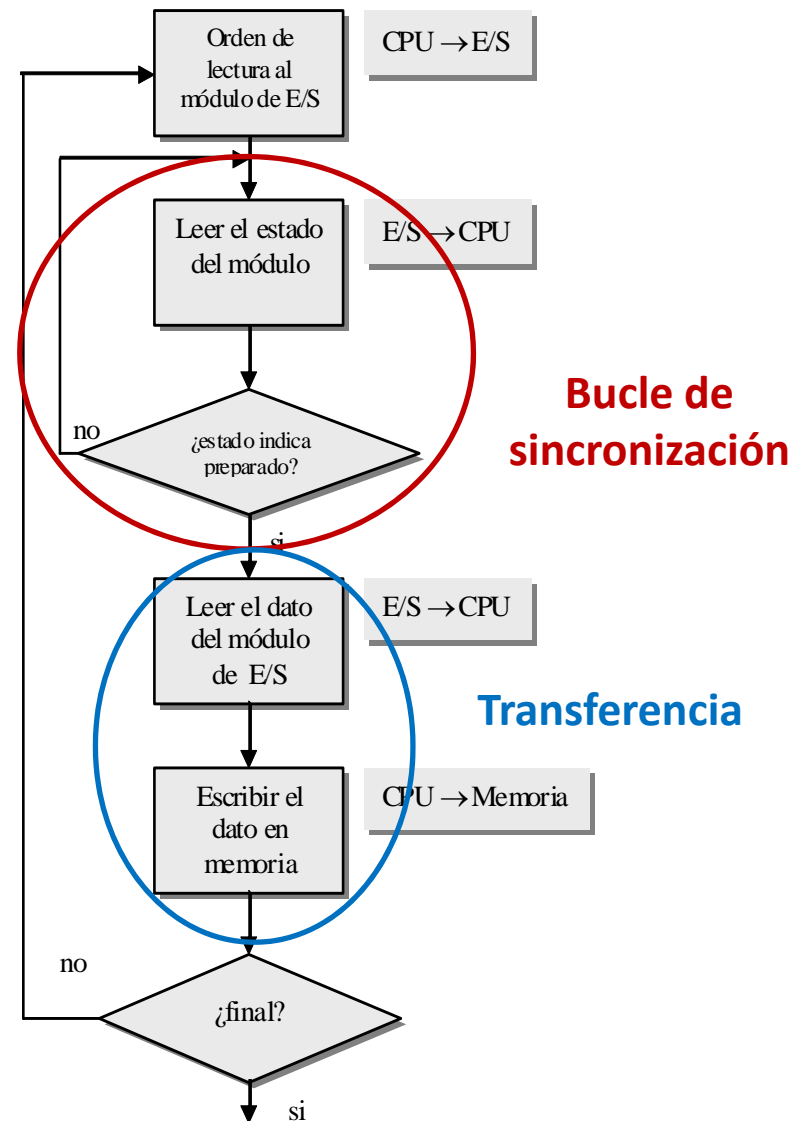 Orden de
lectura al
módulo de E/S
CPU → E/S
Leer el estado
del módulo
E/S → CPU
Bucle de
sincronización
no
¿estado indica
preparado?
si
Leer el dato
del módulo
de E/S
E/S → CPU
Transferencia
Escribir el
dato en
memoria
CPU → Memoria
no
¿final?
si